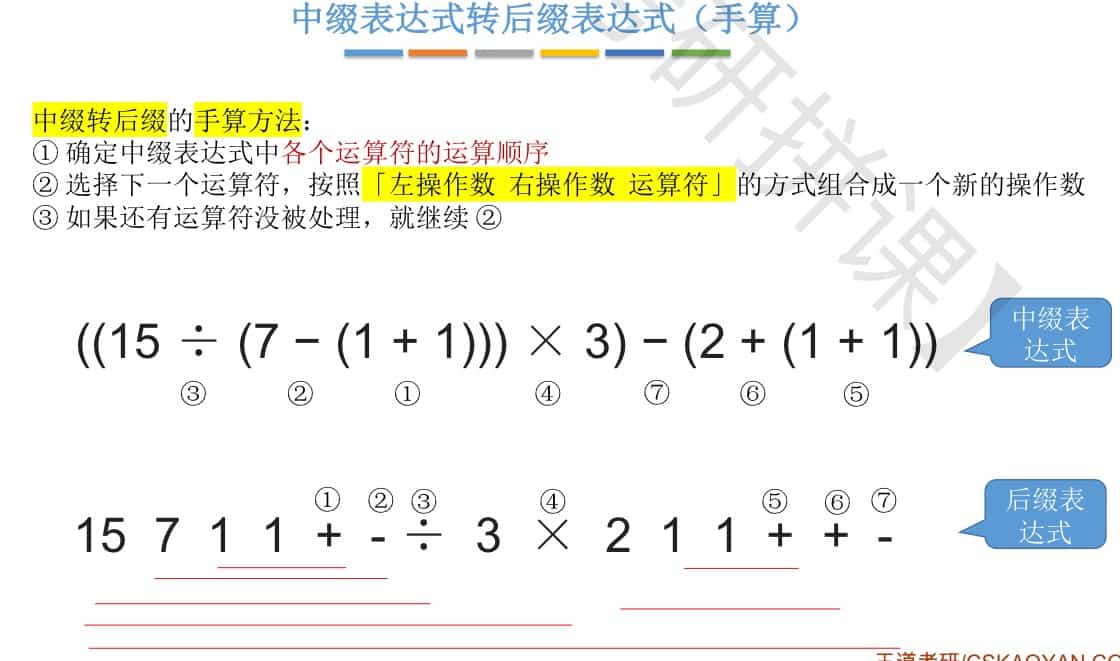 中缀表达式转后缀表达式（手算）
中缀转后缀的手算方法：
① 确定中缀表达式中各个运算符的运算顺序
② 选择下一个运算符，按照「左操作数 右操作数 运算符」的方式组合成一个新的操作数
③ 如果还有运算符没被处理，就继续 ②
研拼课】
((15 ÷ (7 − (1 + 1))) × 3) − (2 + (1 + 1))
③ ② ① ④ ⑦ ⑥ ⑤
中缀表
达式
① ② ③ ④ ⑤ ⑥ ⑦
15 7 1 1 + - ÷ 3 × 2 1 1 + + -
后缀表
达式
王道考研/CSKAOYAN.CO